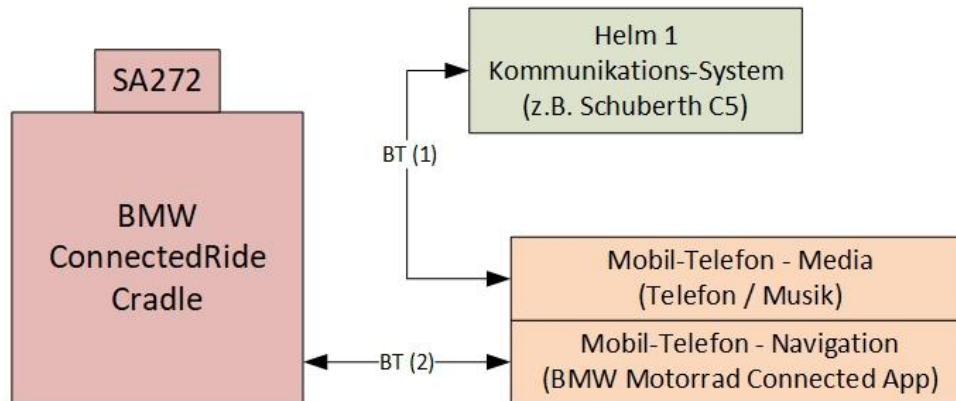 SA272
BMW
ConnectedRide
Cradle
Helm 1
Kommunikations-System
(z.B. Schuberth C5)
BT (1)
Mobil-Telefon - Media
(Telefon / Musik)
BT (2)
Mobil-Telefon - Navigation
(BMW Motorrad Connected App)